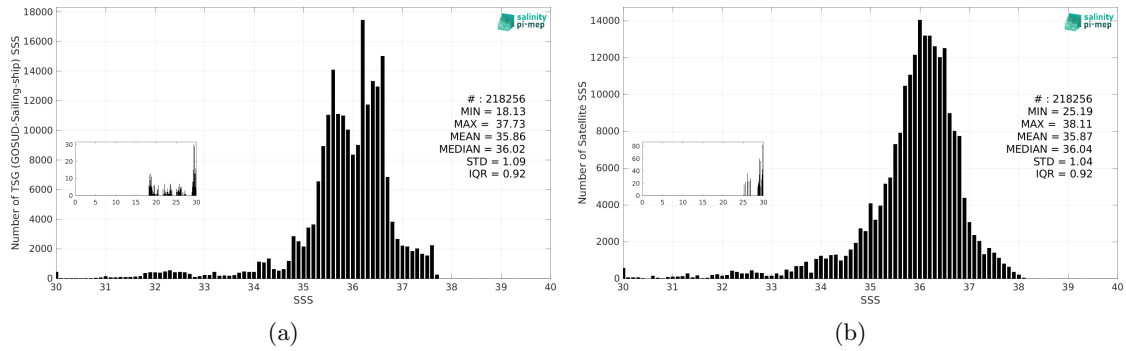 18000
16000
14000
12000
10000
8000
6000
4000
2000
0
Number of TSG (GOSUD-Sailing-ship) SSS
30 31 32 33 34 35 36 37 38 39 40
SSS
salinity
pi-mep
# : 218256
MIN = 18.13
MAX = 37.73
MEAN = 35.86
MEDIAN = 36.02
STD = 1.09
IQR = 0.92
30
20
10
0
0 5 10 15 20 25 30
(a)
14000
12000
10000
8000
6000
4000
2000
0
Number of Satellite SSS
30 31 32 33 34 35 36 37 38 39 40
SSS
salinity
pi-mep
# : 218256
MIN = 25.19
MAX = 38.11
MEAN = 35.87
MEDIAN = 36.04
STD = 1.04
IQR = 0.92
80
60
40
20
0
0 5 10 15 20 25 30
(b)